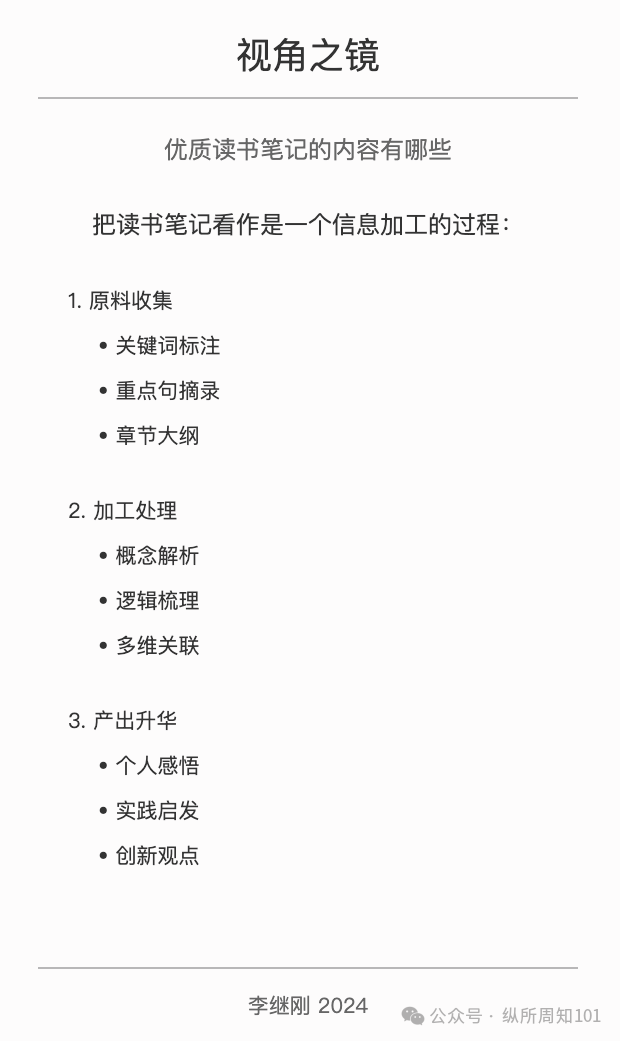 视角之镜
优质读书笔记的内容有哪些
把读书笔记看作是一个信息加工的过程：
1. 原料收集
• 关键词标注
• 重点句摘录
• 章节大纲
2. 加工处理
• 概念解析
• 逻辑梳理
• 多维关联
3. 产出升华
• 个人感悟
• 实践启发
• 创新观点
李继刚 2024
公众号 · 纵所周知101